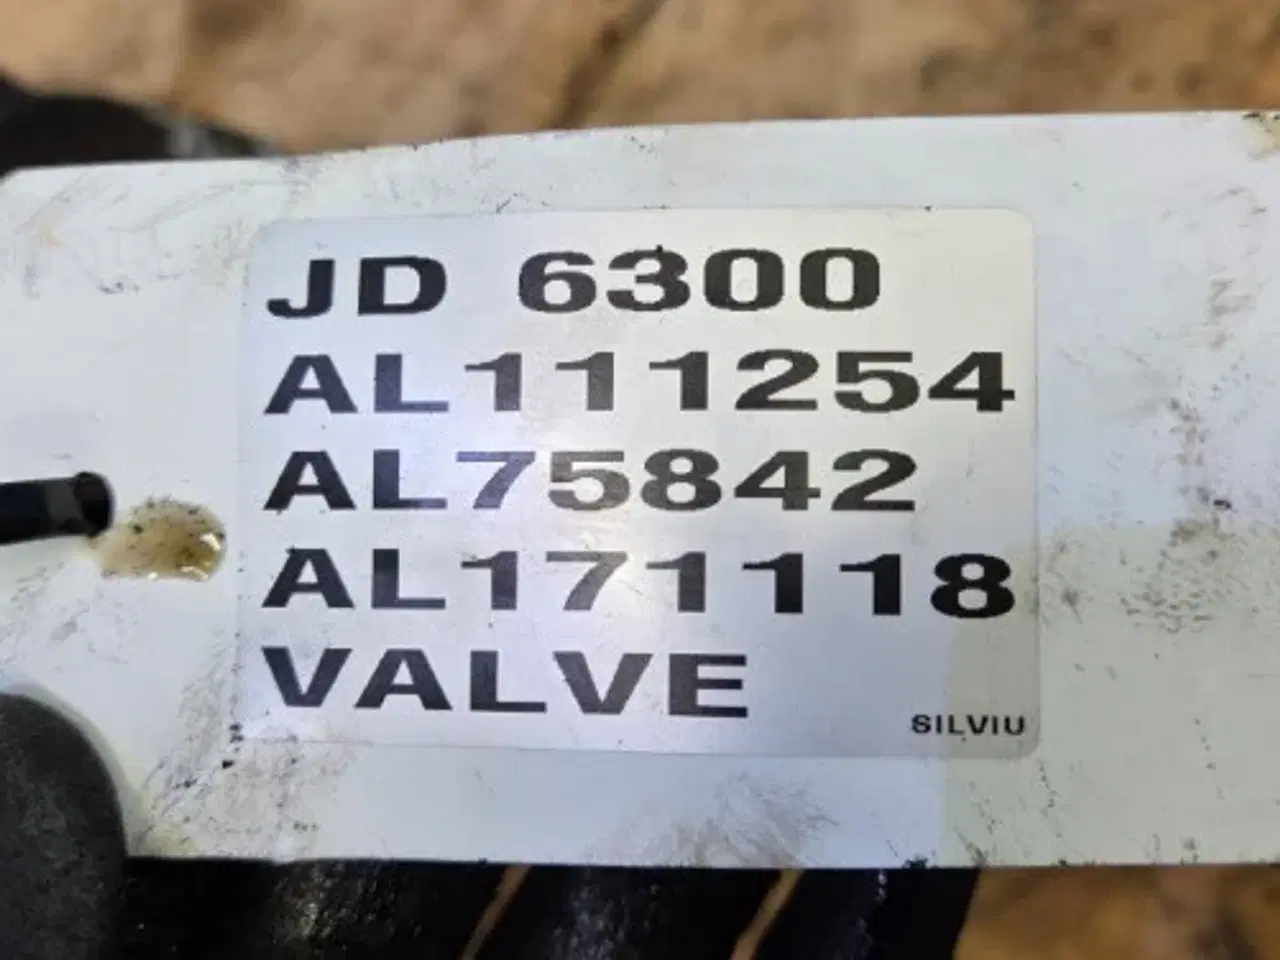 JD 6300
AL111254
AL75842
AL171118
VALVE
SILVIU